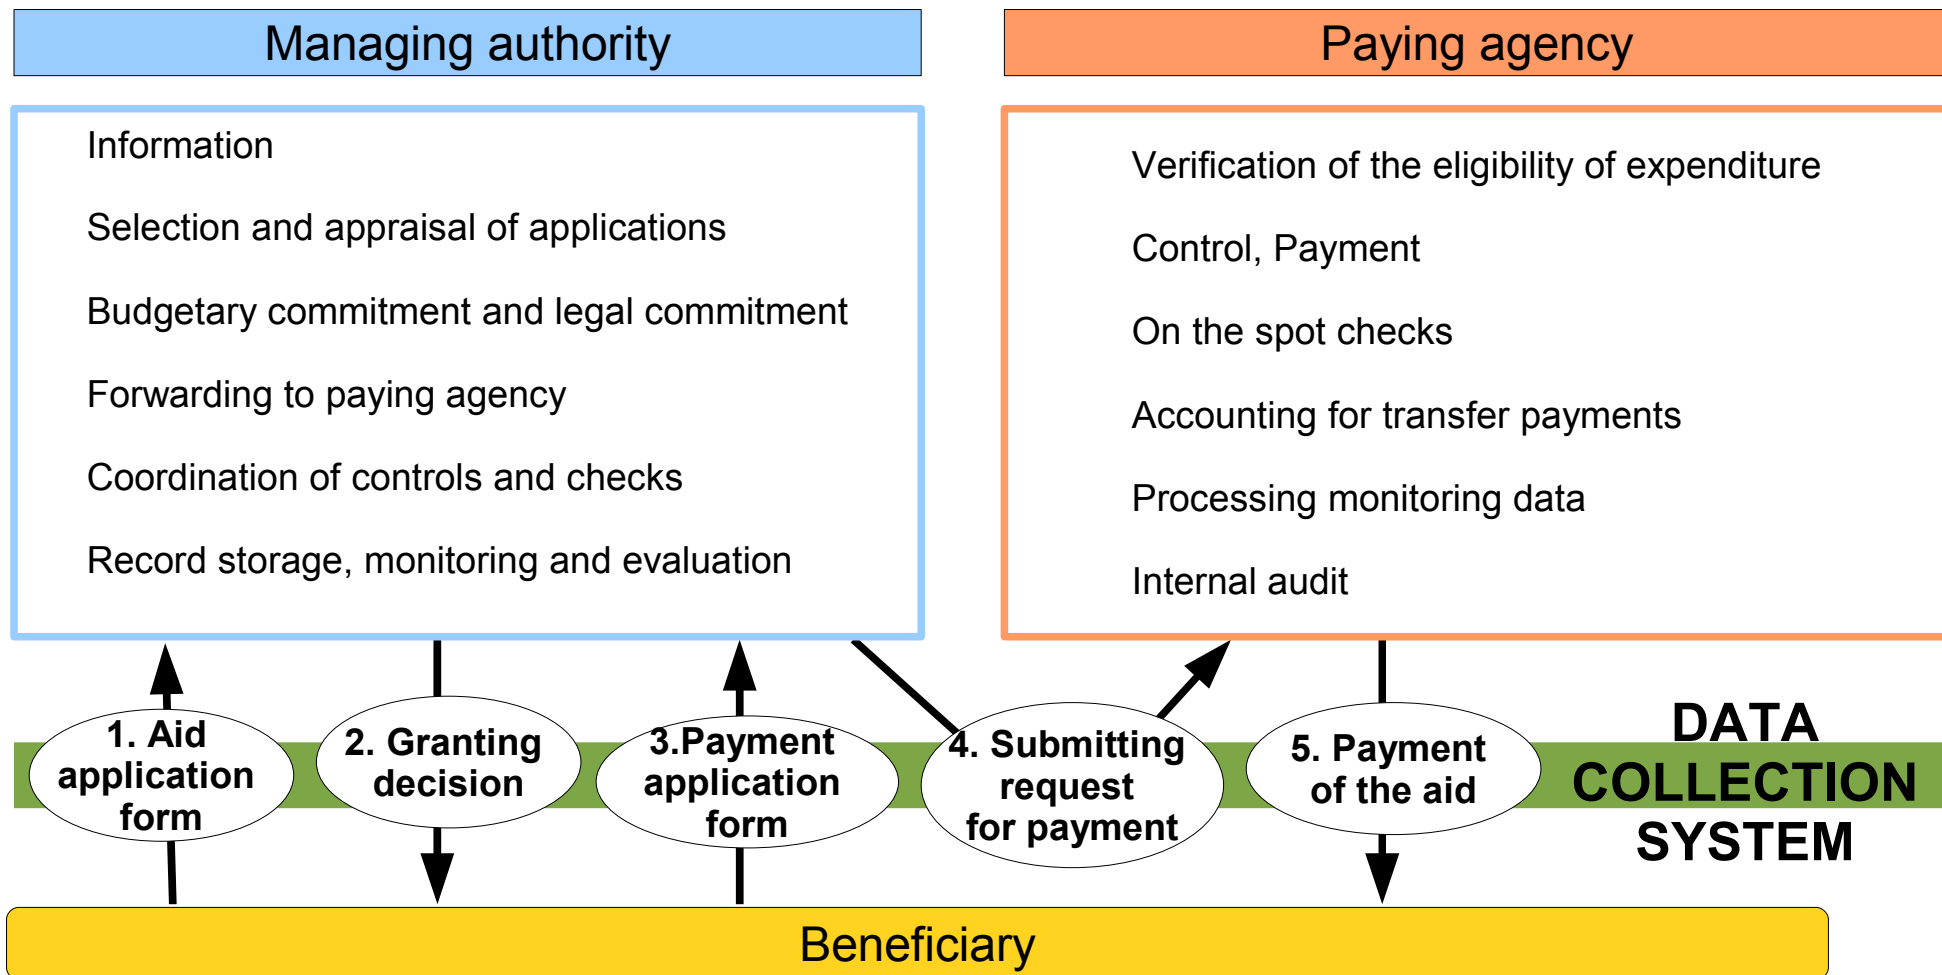 Managing authority
Paying agency
Information
Selection and appraisal of applications
Budgetary commitment and legal commitment
Forwarding to paying agency
Coordination of controls and checks
Record storage, monitoring and evaluation
Verification of the eligibility of expenditure
Control, Payment
On the spot checks
Accounting for transfer payments
Processing monitoring data
Internal audit
1. Aid
application
form
2. Granting
decision
3.Payment
application
form
4. Submitting
request
for payment
5. Payment
of the aid
DATA
COLLECTION
SYSTEM
Beneficiary